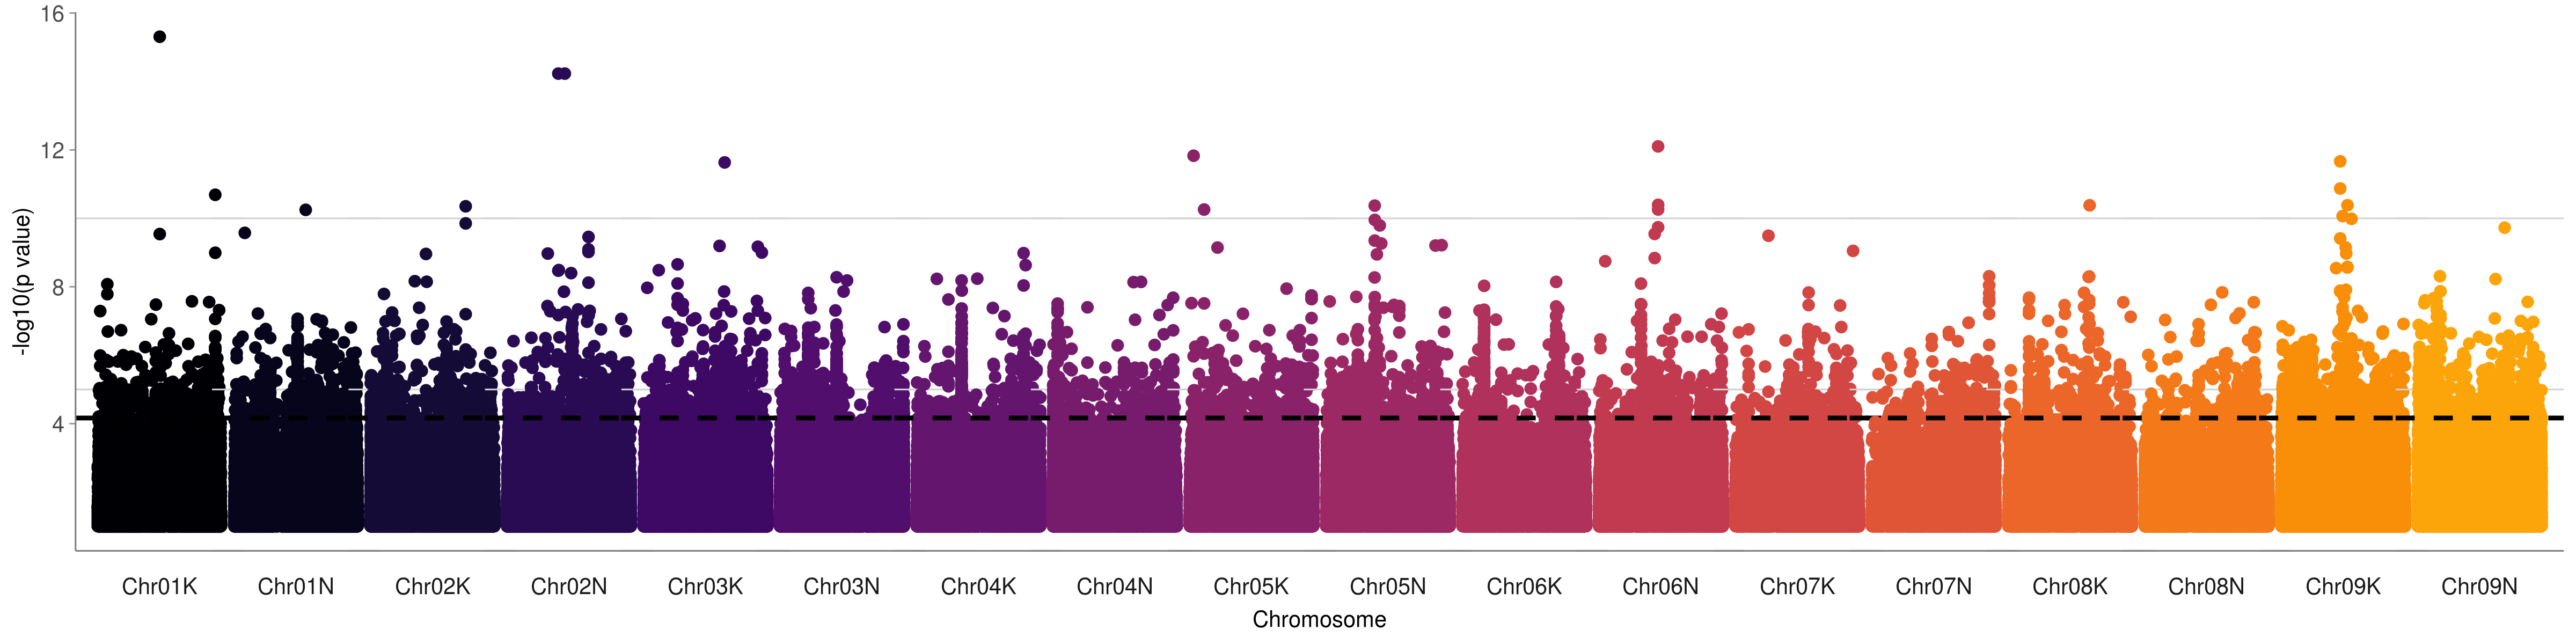 16
12
8
4
-log10(p value)
Chr01K Chr01N Chr02K Chr02N Chr03K Chr03N Chr04K Chr04N Chr05K Chr05N Chr06K Chr06N Chr07K Chr07N Chr08K Chr08N Chr09K Chr09N
Chromosome